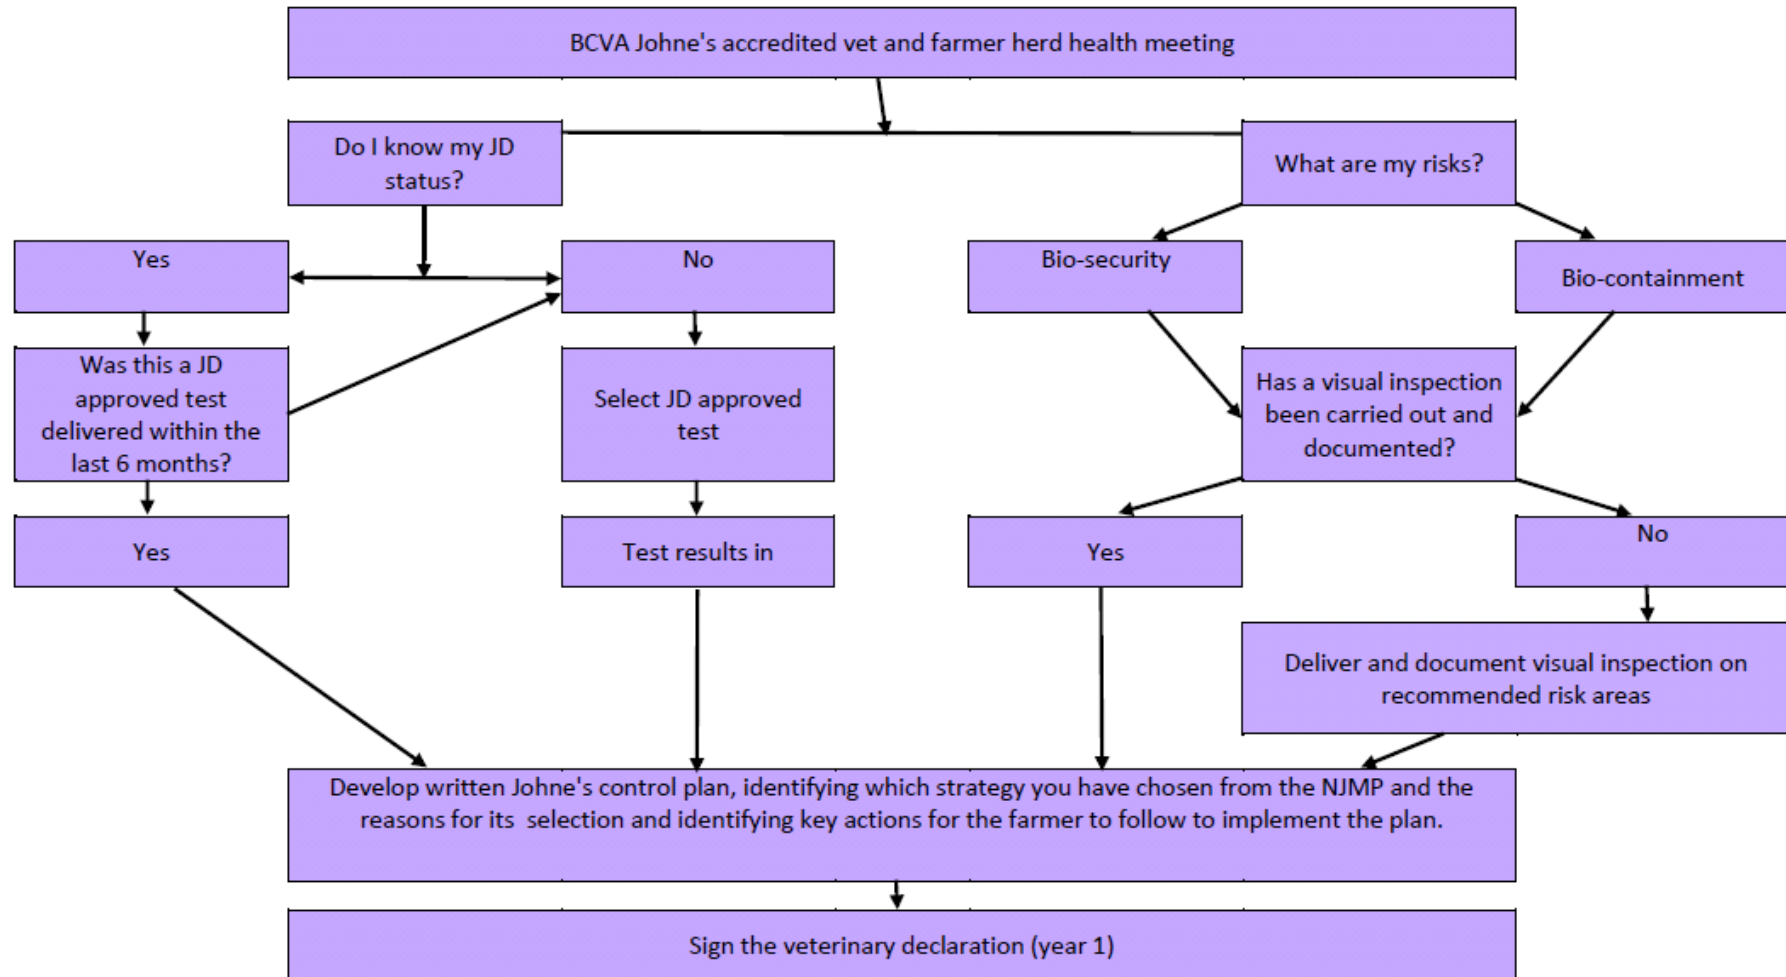 BCVA Johne's accredited vet and farmer herd health meeting
Do I know my JD
status?
What are my risks?
Yes
No
Bio-security
Bio-containment
Was this a JD
approved test
delivered within the
last 6 months?
Select JD approved
test
Has a visual inspection
been carried out and
documented?
Yes
Test results in
Yes
No
Deliver and document visual inspection on
recommended risk areas
Develop written Johne's control plan, identifying which strategy you have chosen from the NJMP and the
reasons for its selection and identifying key actions for the farmer to follow to implement the plan.
Sign the veterinary declaration (year 1)